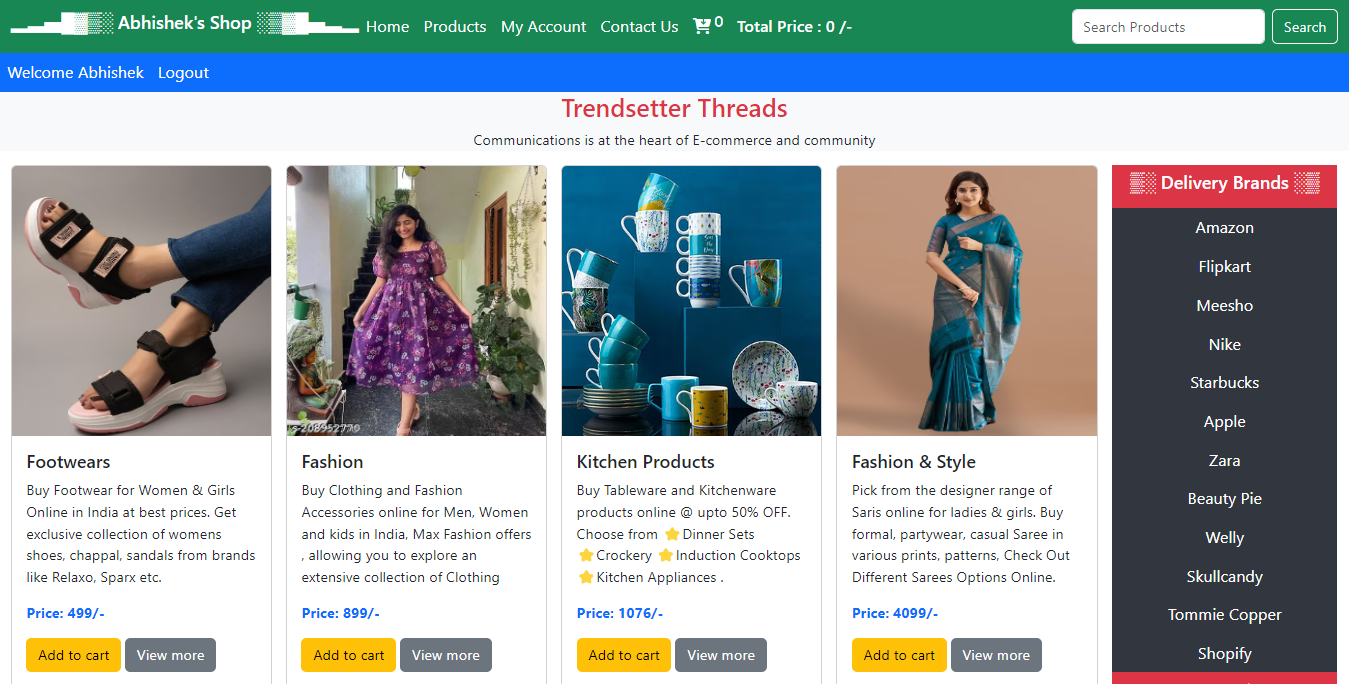 Abhishek's Shop
Home Products My Account Contact Us 0 Total Price : 0 /-
Search Products Search
Welcome Abhishek Logout
Trendsetter Threads
Communications is at the heart of E-commerce and community
s-208952770
Footwears
Buy Footwear for Women & Girls
Online in India at best prices. Get
exclusive collection of womens
shoes, chappal, sandals from brands
like Relaxo, Sparx etc.
Price: 499/-
Add to cart View more
Fashion
Buy Clothing and Fashion
Accessories online for Men, Women
and kids in India, Max Fashion offers
, allowing you to explore an
extensive collection of Clothing
Price: 899/-
Add to cart View more
Kitchen Products
Buy Tableware and Kitchenware
products online @ upto 50% OFF.
Choose from ⭐Dinner Sets
⭐Crockery ⭐Induction Cooktops
⭐Kitchen Appliances .
Price: 1076/-
Add to cart View more
Fashion & Style
Pick from the designer range of
Saris online for ladies & girls. Buy
formal, partywear, casual Saree in
various prints, patterns, Check Out
Different Sarees Options Online.
Price: 4099/-
Add to cart View more
Delivery Brands
Amazon
Flipkart
Meesho
Nike
Starbucks
Apple
Zara
Beauty Pie
Welly
Skullcandy
Tommie Copper
Shopify